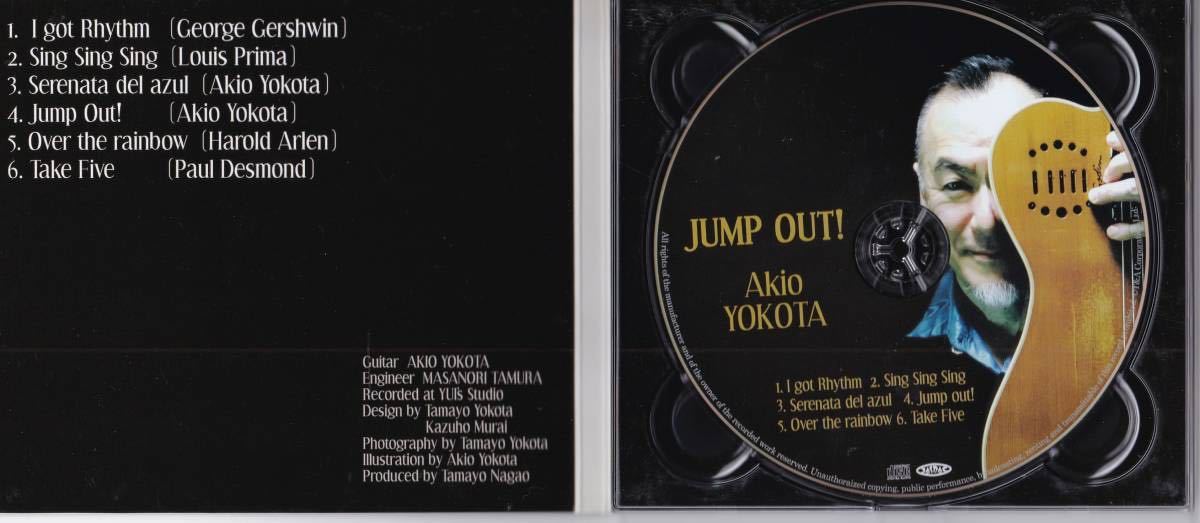 1. I got Rhythm (George Gershwin)
2. Sing Sing Sing (Louis Prima)
3. Serenata del azul (Akio Yokota)
4. Jump Out! (Akio Yokota)
5. Over the rainbow (Harold Arlen)
6. Take Five (Paul Desmond)
Guitar AKIO YOKOTA
Engineer MASANORI TAMURA
Recorded at YUI's Studio
Design by Tamayo Yokota
Kazuho Murai
Photography by Tamayo Yokota
Illustration by Akio Yokota
Produced by Tamayo Nagao
JUMP OUT!
Akio
YOKOTA
1. I got Rhythm 2. Sing Sing Sing
3. Serenata del azul 4. Jump out!
5. Over the rainbow 6. Take Five
All rights of the manufacturer and of the owner of the recorded work reserved. Unauthoraized copying, public performance, broadcasting,